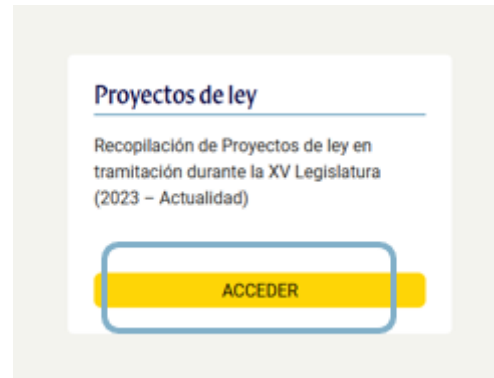 Proyectos de ley
Recopilación de Proyectos de ley en
tramitación durante la XV Legislatura
(2023 – Actualidad)
ACCEDER